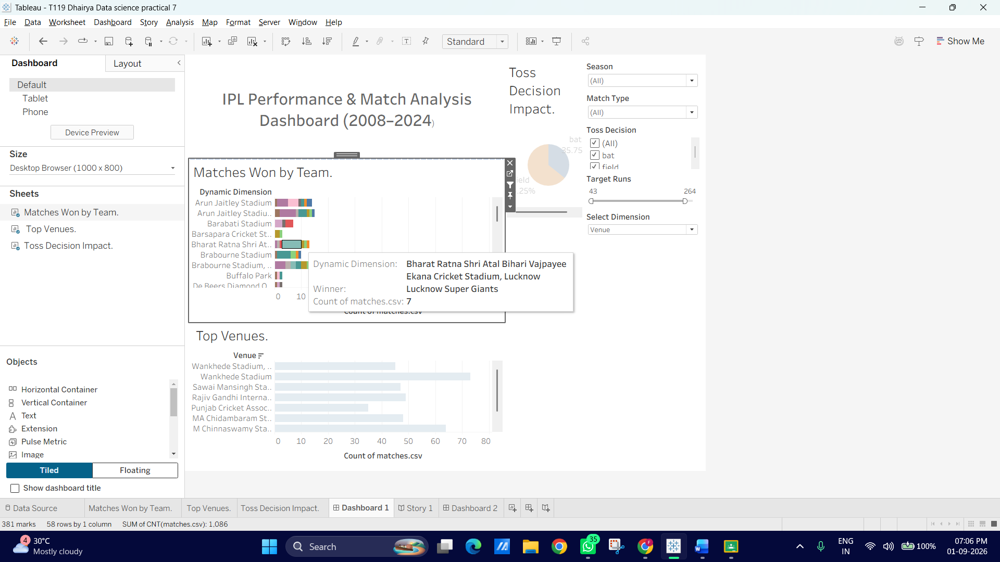 Tableau - T119 Dhairya Data science practical 7
File Data Worksheet Dashboard Story Analysis Map Format Server Window Help
Standard
Show Me
Dashboard
Layout
Default
Tablet
Phone
Device Preview
Size
Desktop Browser (1000 x 800)
Sheets
Matches Won by Team.
Top Venues.
Toss Decision Impact.
Objects
Horizontal Container
Vertical Container
Text
Extension
Pulse Metric
Image
Tiled
Floating
Show dashboard title
IPL Performance & Match Analysis
Dashboard (2008–2024)
Toss
Decision
Impact.
bat
35.75
ield
.25%
Season
(All)
Match Type
(All)
Toss Decision
(All)
bat
field
Target Runs
43 264
Select Dimension
Venue
Matches Won by Team.
Dynamic Dimension
Arun Jaitley Stadium
Arun Jaitley Stadiu..
Barabati Stadium
Barsapara Cricket St..
Bharat Ratna Shri At..
Brabourne Stadium
Brabourne Stadium, ..
Buffalo Park
De Beers Diamond O..
0 10
Count of matches.csv
Dynamic Dimension: Bharat Ratna Shri Atal Bihari Vajpayee
Ekana Cricket Stadium, Lucknow
Winner: Lucknow Super Giants
Count of matches.csv: 7
Top Venues.
Venue
Wankhede Stadium, ..
Wankhede Stadium
Sawai Mansingh Sta..
Rajiv Gandhi Interna..
Punjab Cricket Assoc..
MA Chidambaram St..
M Chinnaswamy Sta..
0 10 20 30 40 50 60 70 80
Count of matches.csv
Data Source Matches Won by Team. Top Venues. Toss Decision Impact. Dashboard 1 Story 1 Dashboard 2
381 marks 58 rows by 1 column SUM of CNT(matches.csv): 1,086
4
30°C
Mostly cloudy
Search
35
ENG
IN
100%
07:06 PM
01-09-2026